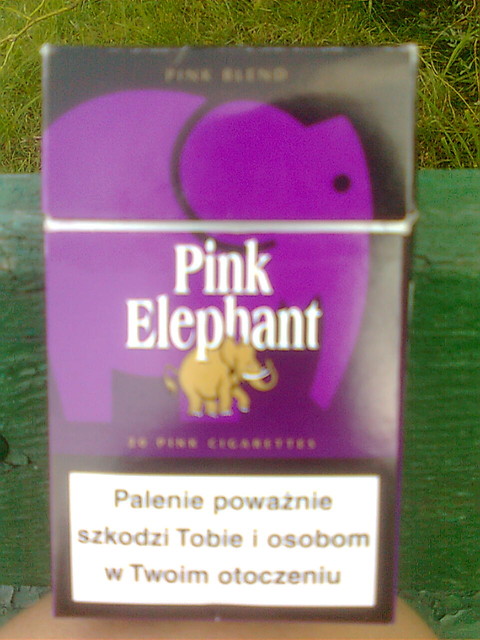 PINK BLEND
Pink
Elephant
20 PINK CIGARETTES
Palenie poważnie
szkodzi Tobie i osobom
w Twoim otoczeniu